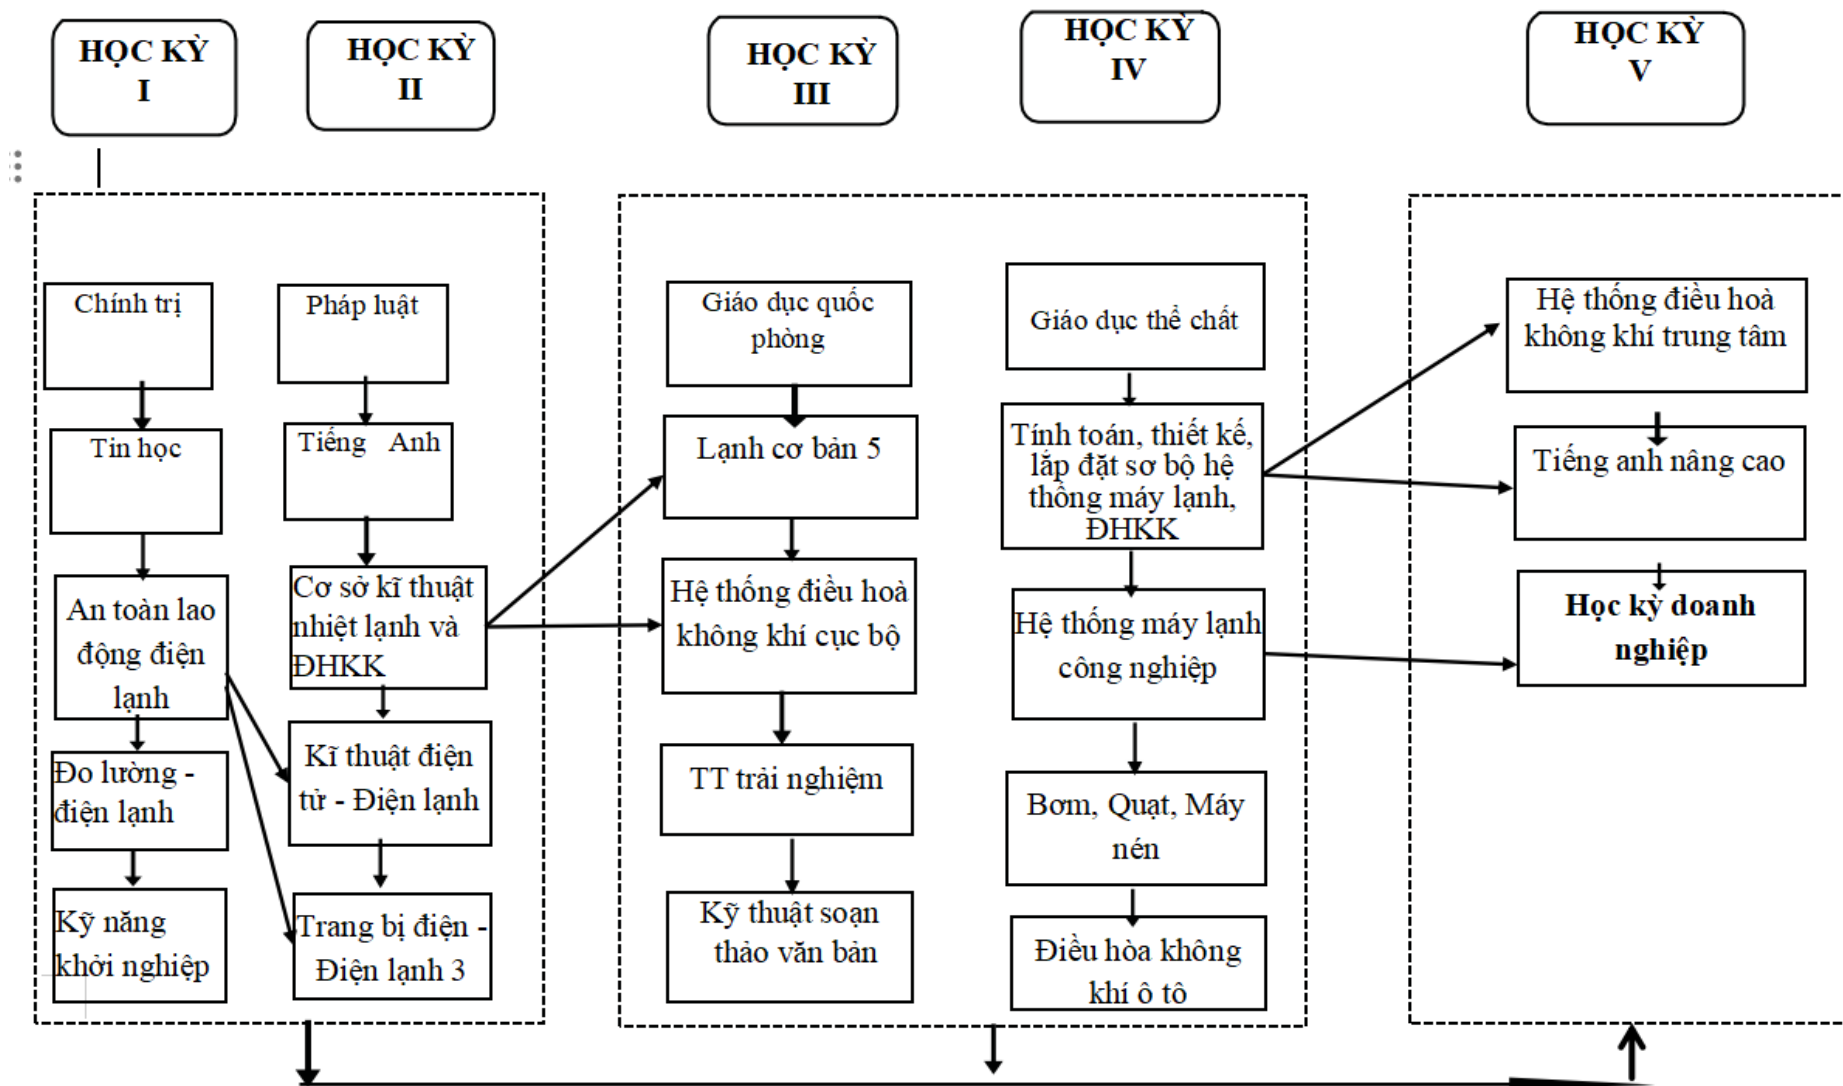 HỌC KỲ
I
HỌC KỲ
II
HỌC KỲ
III
HỌC KỲ
IV
HỌC KỲ
V
Chính trị
Tin học
An toàn lao
động điện
lạnh
Đo lường -
điện lạnh
Kỹ năng
khởi nghiệp
Pháp luật
Tiếng Anh
Cơ sở kĩ thuật
nhiệt lạnh và
ĐHKK
Kĩ thuật điện
tử - Điện lạnh
Trang bị điện -
Điện lạnh 3
Giáo dục quốc
phòng
Lạnh cơ bản 5
Hệ thống điều hoà
không khí cục bộ
TT trải nghiệm
Kỹ thuật soạn
thảo văn bản
Giáo dục thể chất
Tính toán, thiết kế,
lắp đặt sơ bộ hệ
thống máy lạnh,
ĐHKK
Hệ thống máy lạnh
công nghiệp
Bơm, Quạt, Máy
nén
Điều hòa không
khí ô tô
Hệ thống điều hoà
không khí trung tâm
Tiếng anh nâng cao
Học kỳ doanh
nghiệp